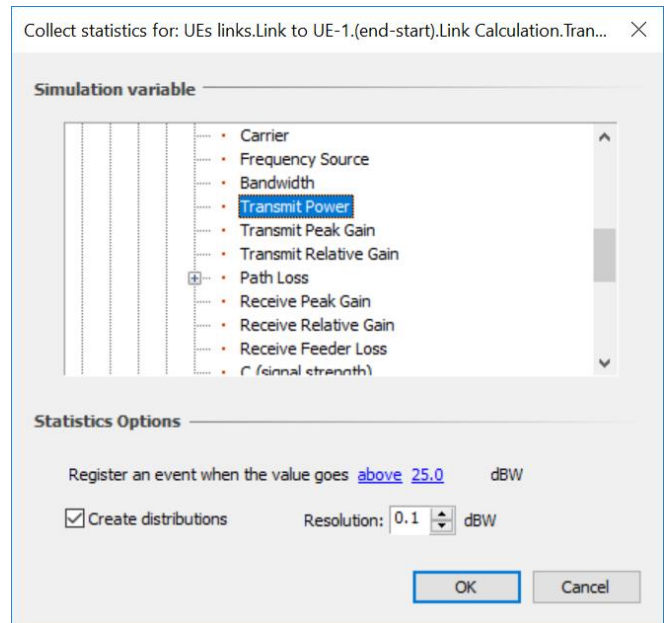 Collect statistics for: UEs links.Link to UE-1.(end-start).Link Calculation.Tran...
Simulation variable
Carrier
Frequency Source
Bandwidth
Transmit Power
Transmit Peak Gain
Transmit Relative Gain
Path Loss
Receive Peak Gain
Receive Relative Gain
Receive Feeder Loss
C (signal strength)
Statistics Options
Register an event when the value goes above 25.0 dBW
Create distributions Resolution: 0.1 dBW
OK Cancel